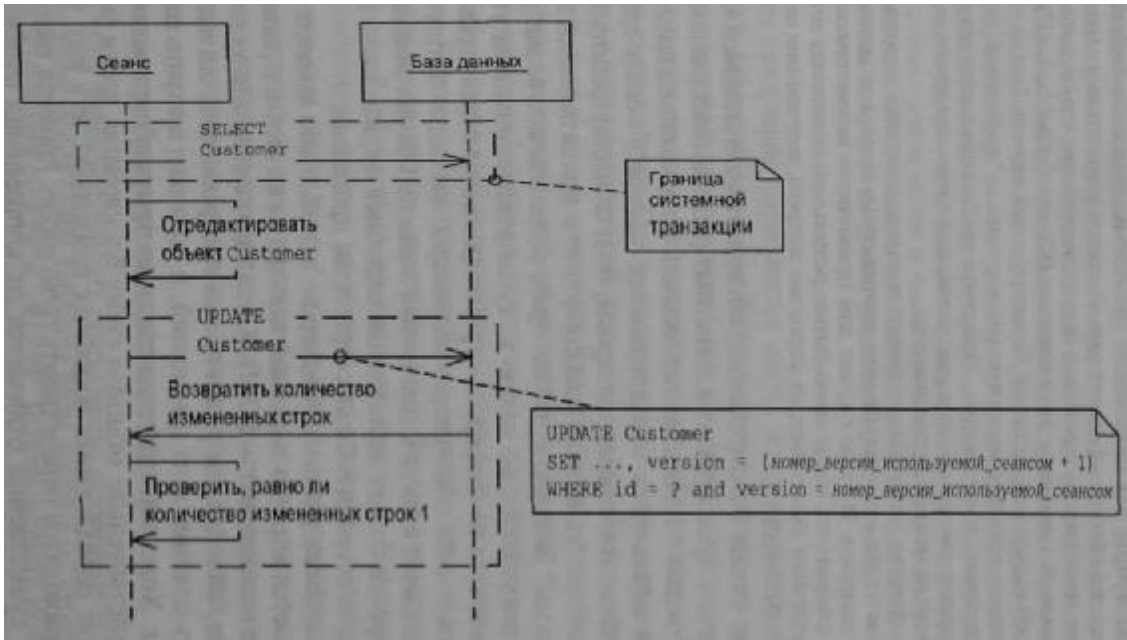 Сеанс
База данных
SELECT
Customer
Граница
системной
транзакции
Отредактировать
объект Customer
UPDATE
Customer
Возвратить количество
измененных строк
UPDATE Customer
SET ..., version = (номер_версии_используемой_сеансом + 1)
WHERE id = ? and version = номер_версии_используемой_сеансом
Проверить, равно ли
количество измененных строк 1